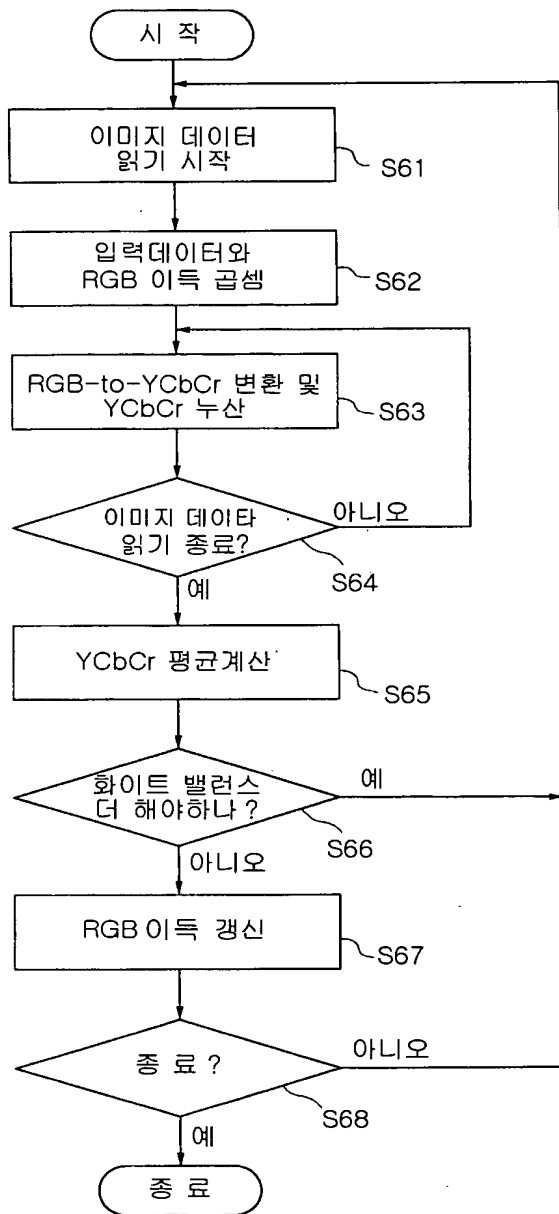 시 작
이미지 데이터
읽기 시작
S61
입력데이터와
RGB 이득 곱셈
S62
RGB-to-YCbCr 변환 및
YCbCr 누산
S63
이미지 데이타
읽기 종료?
아니오
S64
예
YCbCr 평균계산
S65
화이트 밸런스
더 해야하나?
예
S66
아니오
RGB 이득 갱신
S67
종 료?
아니오
S68
예
종 료